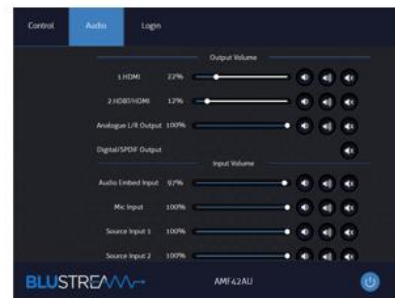 Control Audio Login
Output Volume
1.HDMI 22%
2.HDBT/HDMI 12%
Analogue L/R Output 100%
Digital/SPDIF Output
Input Volume
Audio Embed Input 97%
Mic Input 100%
Source Input 1 100%
Source Input 2 100%
BLUSTREAM AMF42AU